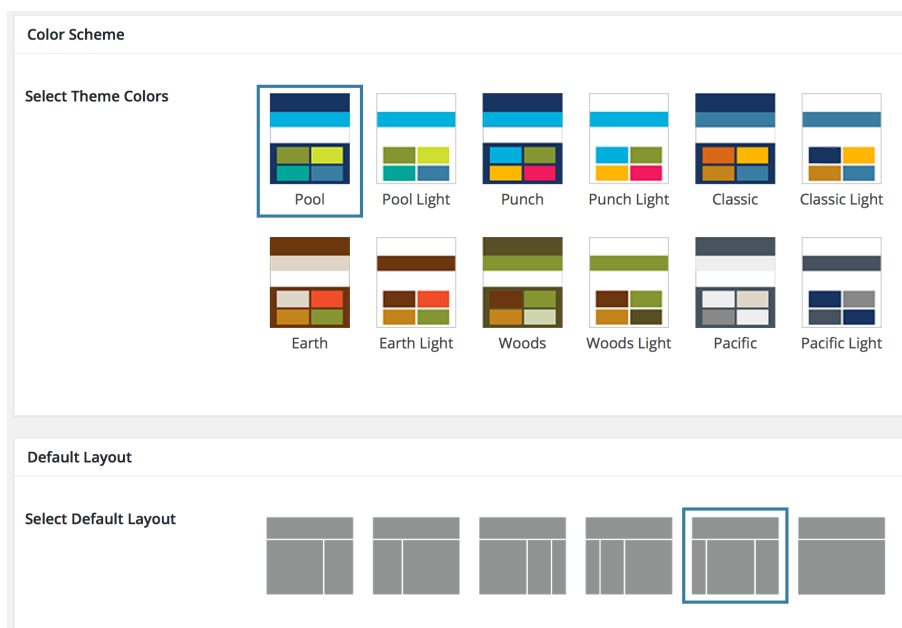 Color Scheme
Select Theme Colors
Pool Pool Light Punch Punch Light Classic Classic Light
Earth Earth Light Woods Woods Light Pacific Pacific Light
Default Layout
Select Default Layout